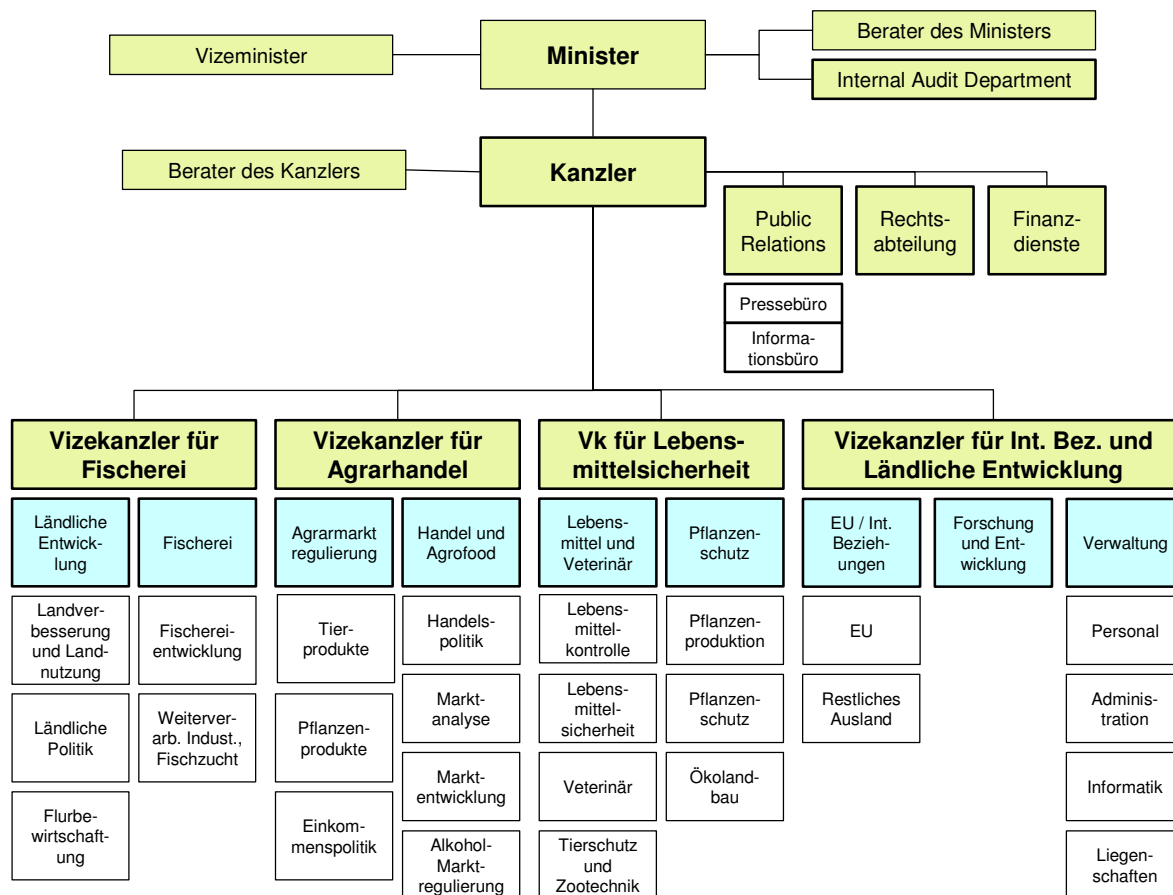 Vizeminister
Minister
Berater des Ministers
Internal Audit Department
Berater des Kanzlers
Kanzler
Public
Relations
Rechts-
abteilung
Finanz-
dienste
Pressebüro
Informa-
tionsbüro
Vizekanzler für
Fischerei
Vizekanzler für
Agrarhandel
Vk für Lebens-
mittelsicherheit
Vizekanzler für Int. Bez. und
Ländliche Entwicklung
Ländliche
Entwick-
lung
Fischerei
Agrarmarkt
regulierung
Handel und
Agrofood
Lebens-
mittel und
Veterinär
Pflanzen-
schutz
EU / Int.
Bezieh-
ungen
Forschung
und Ent-
wicklung
Verwaltung
Landver-
besserung
und Land-
nutzung
Fischerei-
entwicklung
Tier-
produkte
Handels-
politik
Lebens-
mittel-
kontrolle
Pflanzen-
produktion
EU
Personal
Ländliche
Politik
Weiterver-
arb. Indust.,
Fischzucht
Pflanzen-
produkte
Markt-
analyse
Lebens-
mittel-
sicherheit
Pflanzen-
schutz
Restliches
Ausland
Admini-
stration
Flurbe-
wirtschaft-
ung
Einkom-
menspolitik
Markt-
entwicklung
Veterinär
Ökoland-
bau
Informatik
Alkohol-
Markt-
regulierung
Tierschutz
und
Zootechnik
Liegen-
schaften